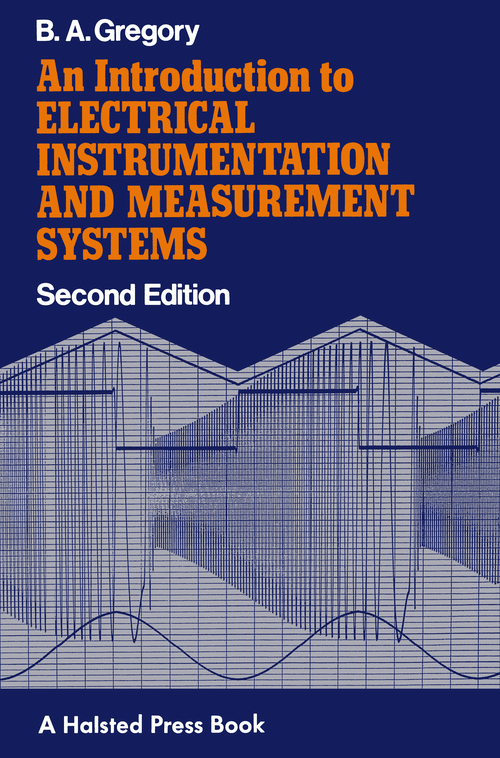 B. A. Gregory
An Introduction to
ELECTRICAL
INSTRUMENTATION
AND MEASUREMENT
SYSTEMS
Second Edition
A Halsted Press Book